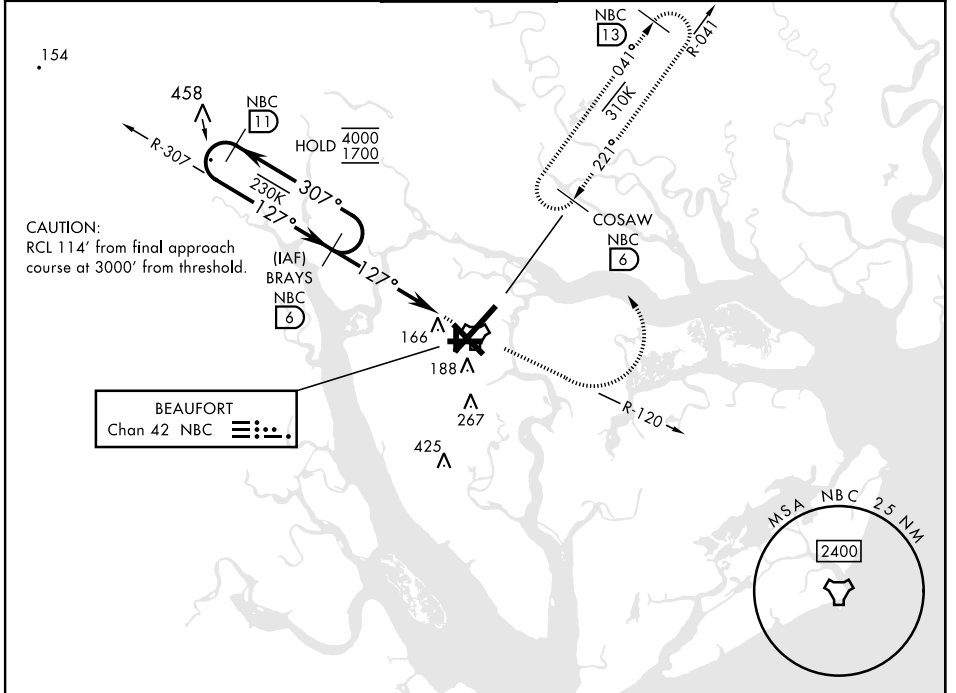 154
458
NBC
11
HOLD 4000
1700
R-307
230K
307°
127°
CAUTION:
RCL 114' from final approach
course at 3000' from threshold.
(IAF)
BRAYS
NBC
6
127°
NBC
13
R-041
041°
310K
221°
COSAW
NBC
6
166
188
267
425
R-120
BEAUFORT
Chan 42 NBC
MSA NBC 25 NM
2400